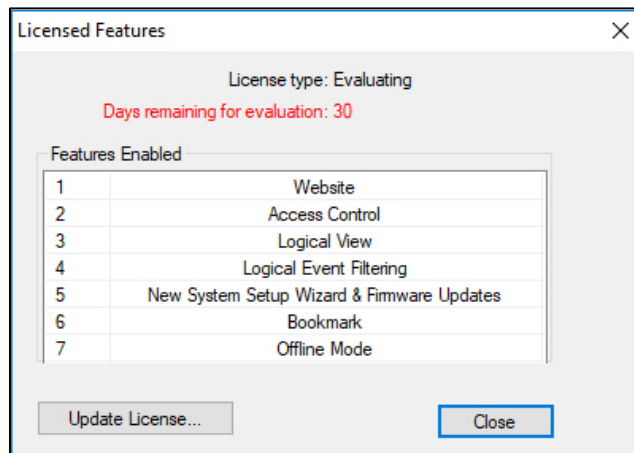 Licensed Features
License type: Evaluating
Days remaining for evaluation: 30
Features Enabled
1 Website
2 Access Control
3 Logical View
4 Logical Event Filtering
5 New System Setup Wizard & Firmware Updates
6 Bookmark
7 Offline Mode
Update License... Close